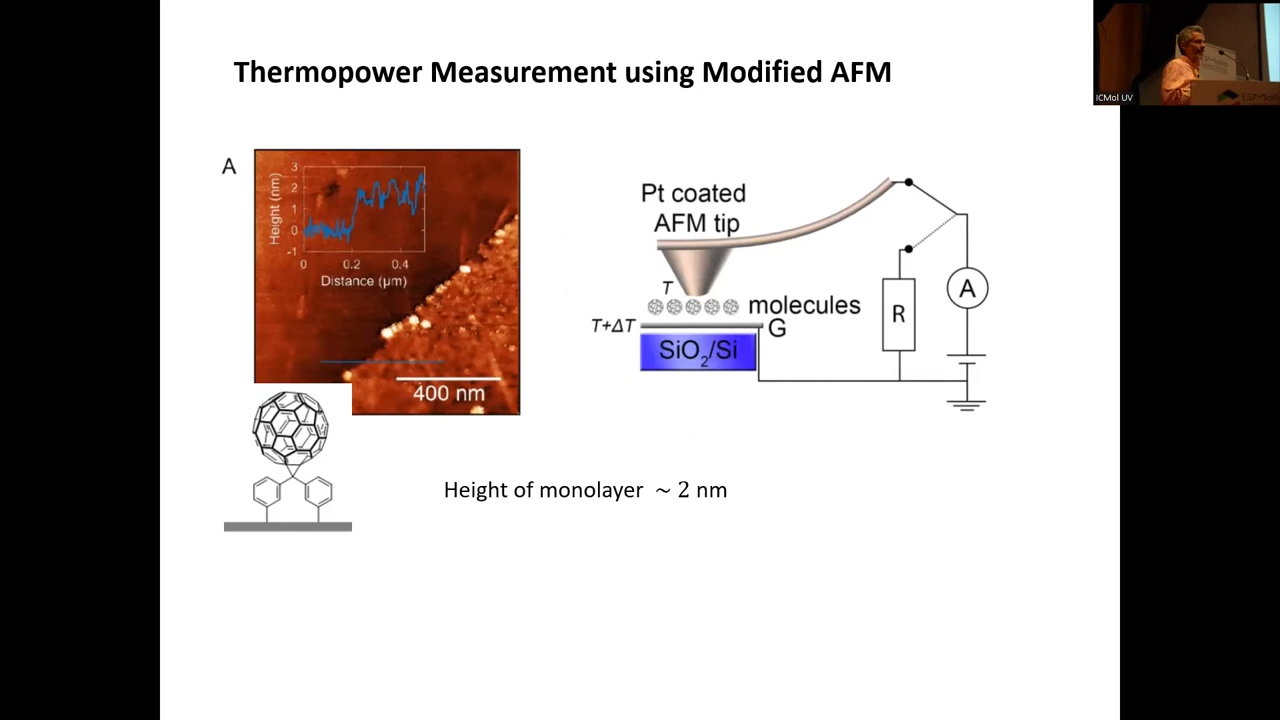 Thermopower Measurement using Modified AFM
ICMol UV
A
3
2
1
0
-1
Height (nm)
0 0.2 0.4
Distance (µm)
400 nm
Pt coated
AFM tip
T
molecules
T+ΔT
G
SiO2/Si
R
A
Height of monolayer ~ 2 nm